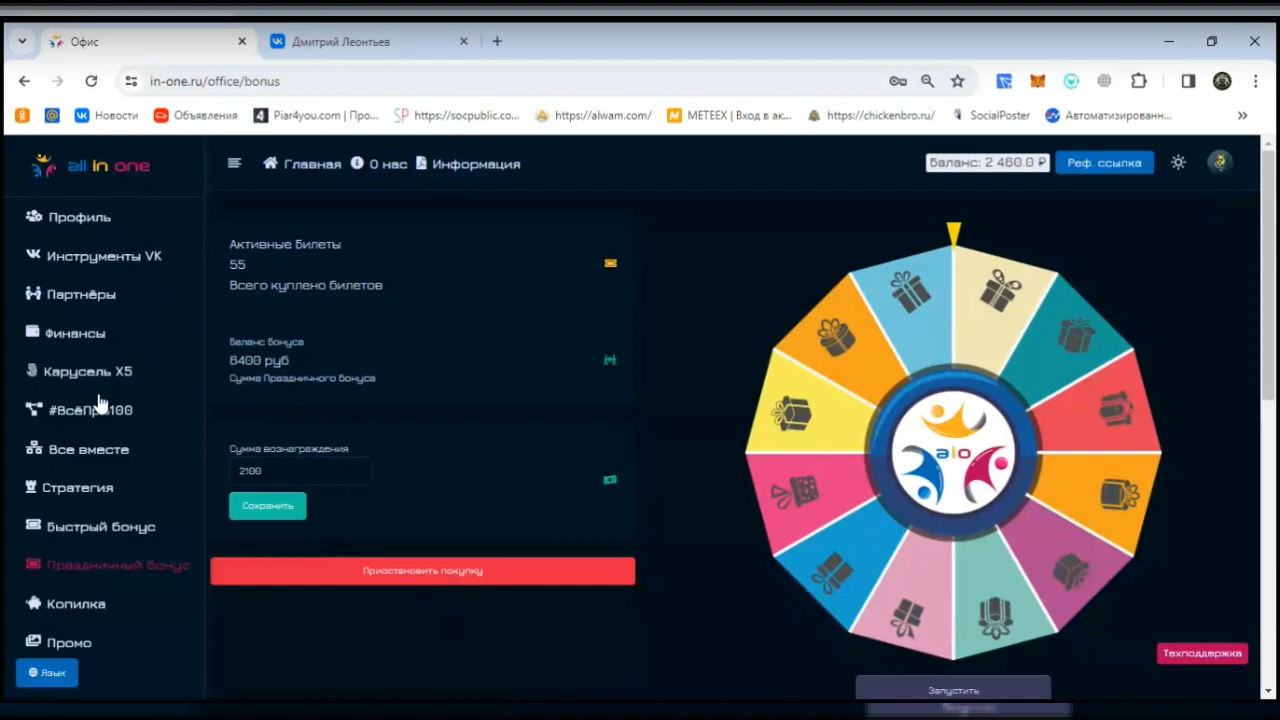 Офис
Дмитрий Леонтьев
in-one.ru/office/bonus
Новости
Объявления
Piar4you.com | Про...
https://socpublic.co...
https://alwam.com/
METEEX | Вход в ак...
https://chickenbro.ru/
SocialPoster
Автоматизированн...
all in one
Главная
О нас
Информация
баланс: 2 460.0 ₽
Реф. ссылка
Профиль
Инструменты VK
Партнёры
Финансы
Карусель X5
Все вместе
Стратегия
Быстрый бонус
Праздничный бонус
Копилка
Промо
Язык
Активные билеты
55
Всего куплено билетов
баланс бонуса
6400 руб
Сумма Праздничного бонуса
Сумма вознаграждения
2100
Сохранить
Приостановить покупку
aio
Техподдержка
Запустить